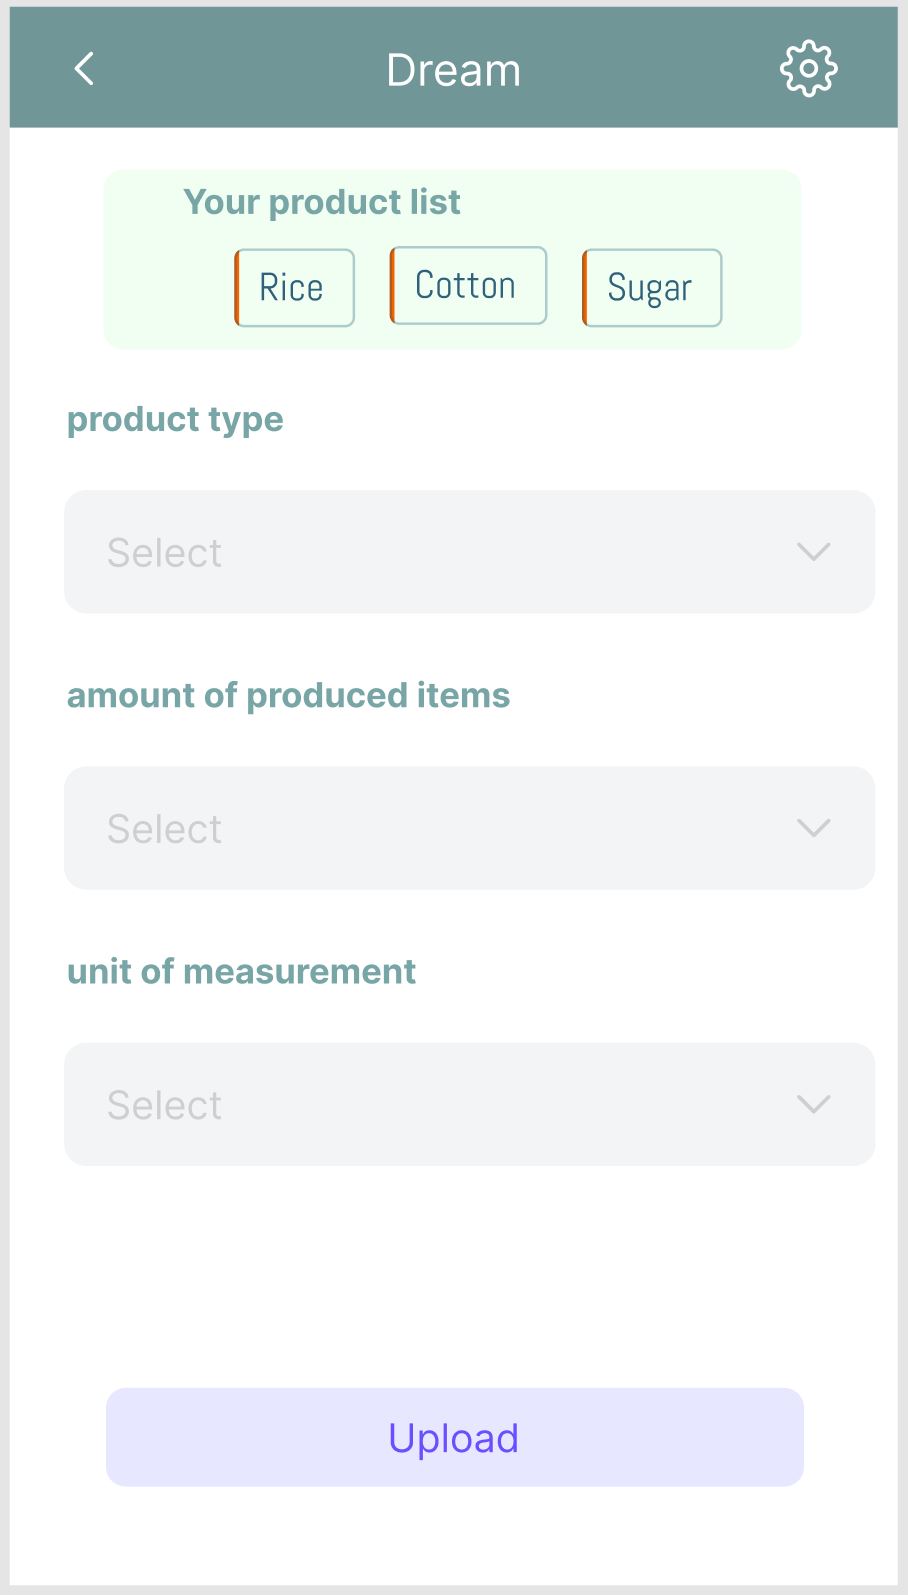 Dream
Your product list
Rice Cotton Sugar
product type
Select
amount of produced items
Select
unit of measurement
Select
Upload